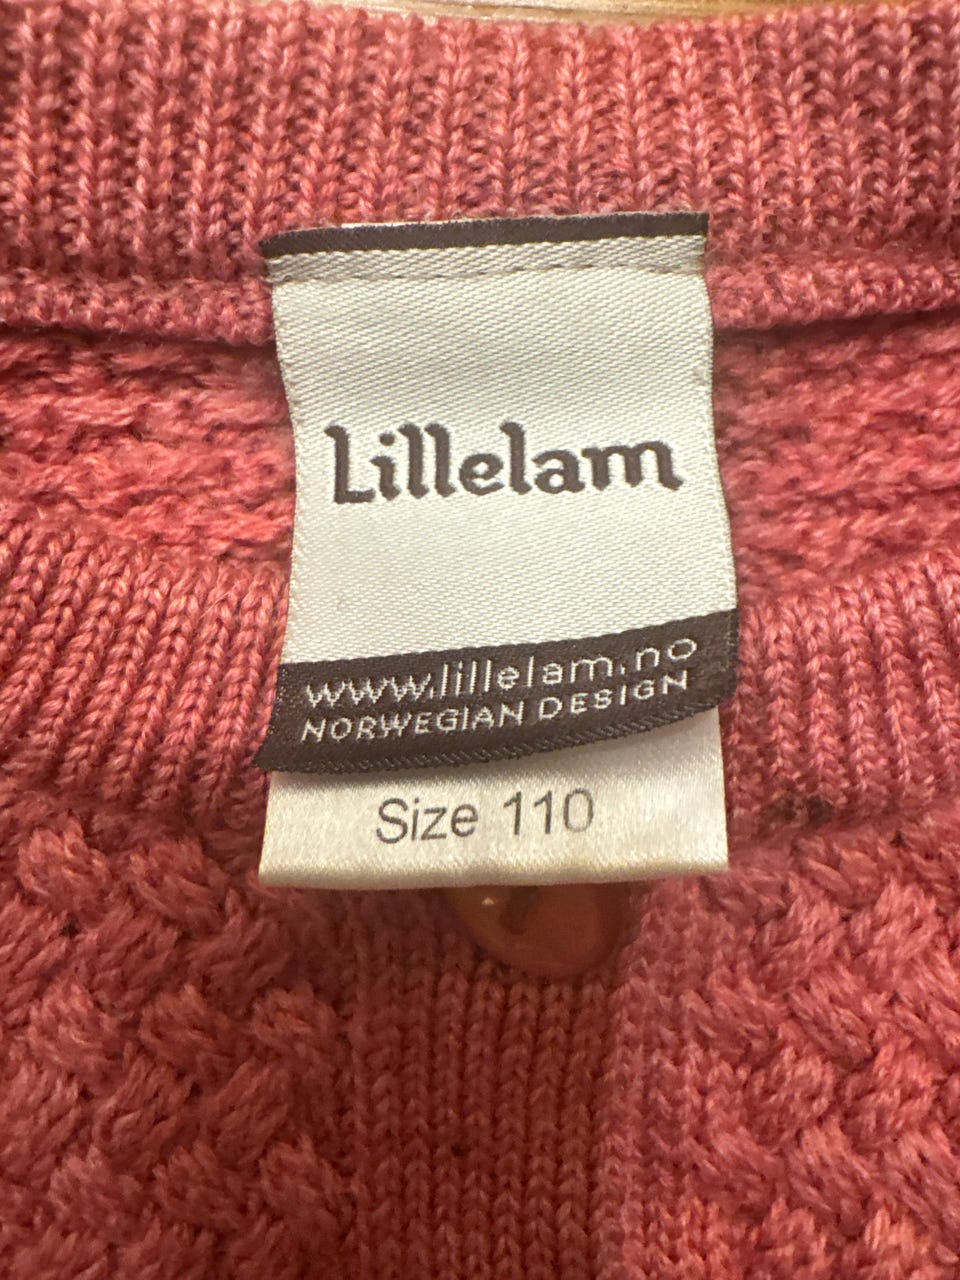 Lillelam
www.lillelam.no
NORWEGIAN DESIGN
Size 110